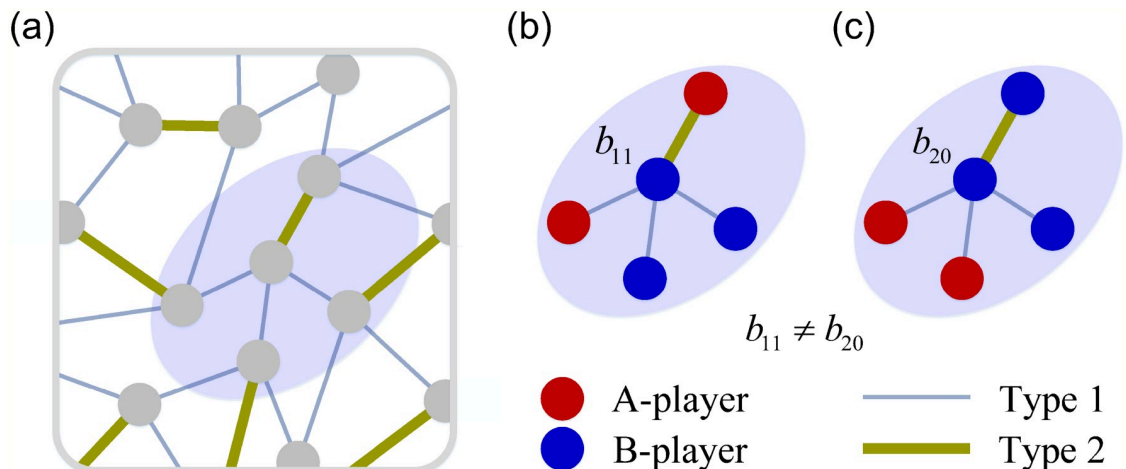 (a)
(b)
(c)
b₁₁
b₂₀
b₁₁ ≠ b₂₀
A-player
Type 1
B-player
Type 2